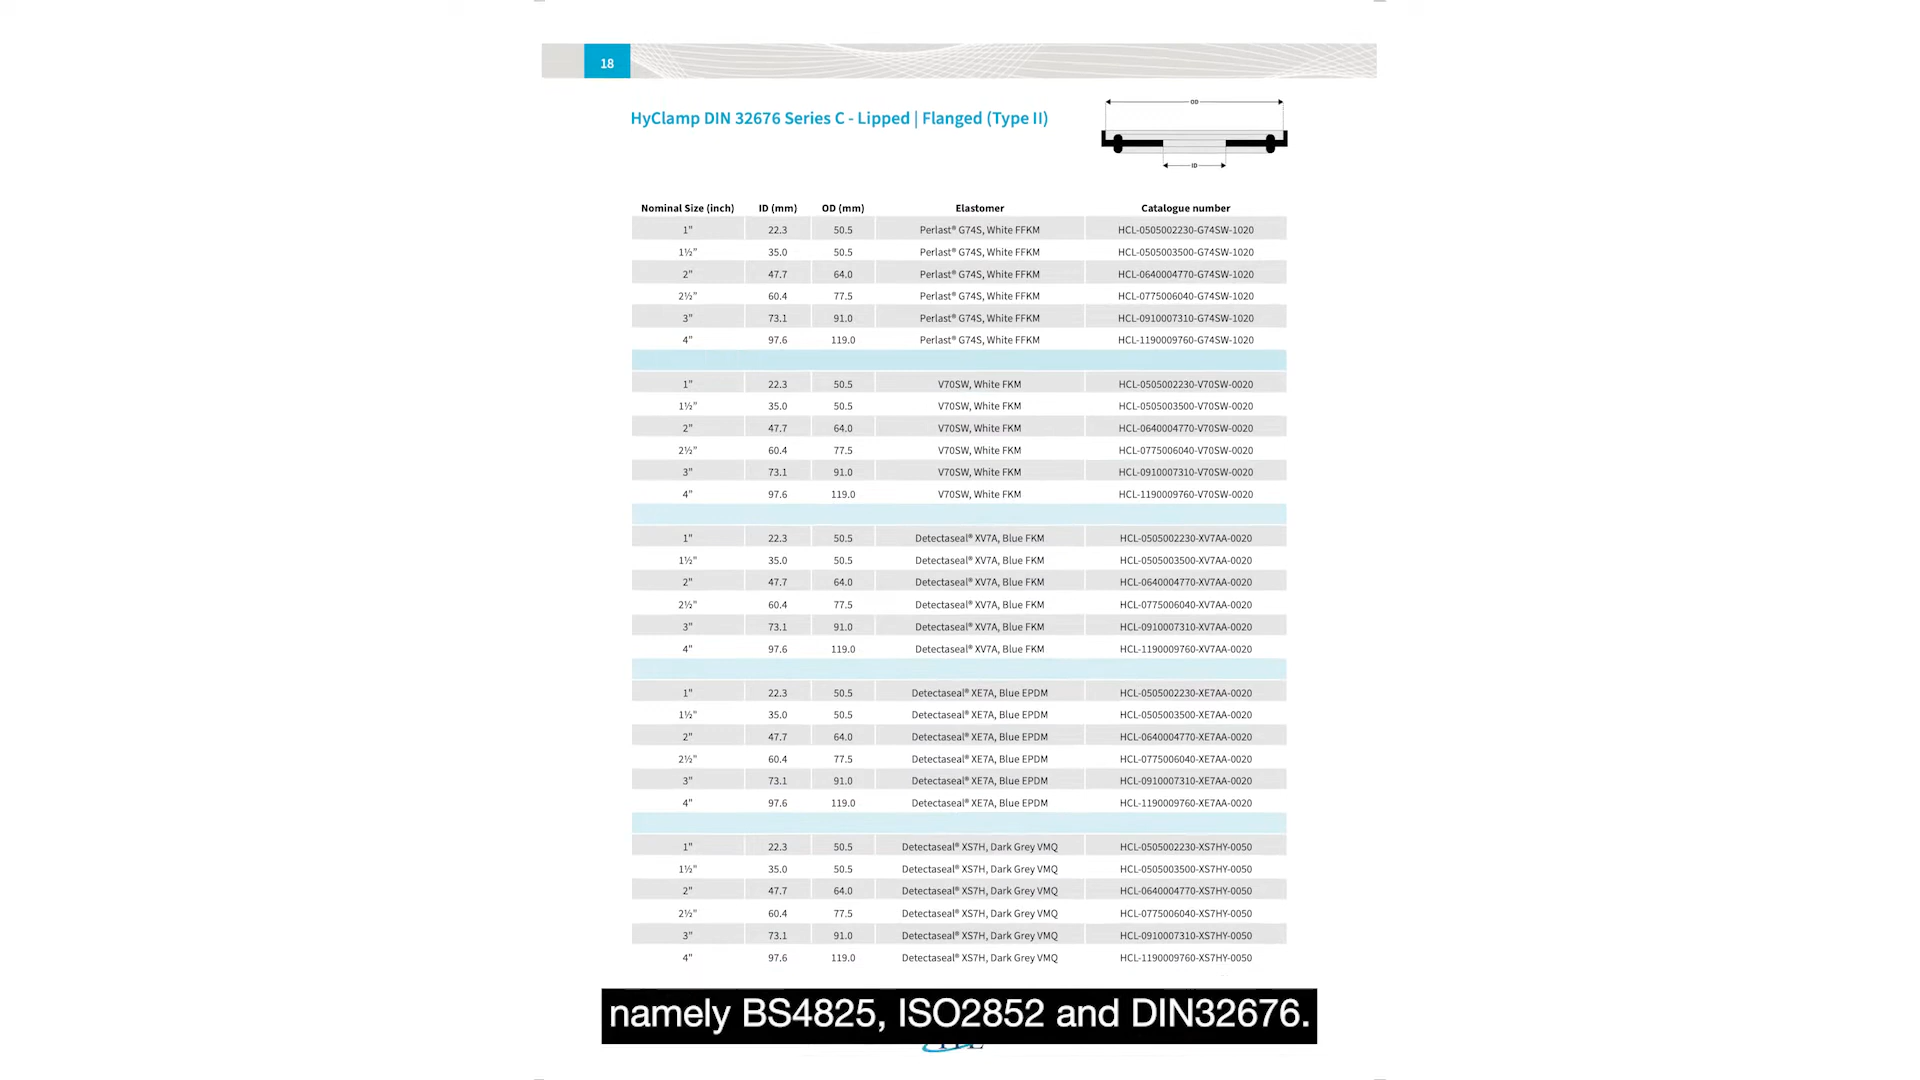 18
HyClamp DIN 32676 Series C - Lipped | Flanged (Type II)
OD
ID
Nominal Size (inch) ID (mm) OD (mm) Elastomer Catalogue number
1" 22.3 50.5 Perlast® G74S, White FFKM HCL-0505002230-G74SW-1020
1½" 35.0 50.5 Perlast® G74S, White FFKM HCL-0505003500-G74SW-1020
2" 47.7 64.0 Perlast® G74S, White FFKM HCL-0640004770-G74SW-1020
2½" 60.4 77.5 Perlast® G74S, White FFKM HCL-0775006040-G74SW-1020
3" 73.1 91.0 Perlast® G74S, White FFKM HCL-0910007310-G74SW-1020
4" 97.6 119.0 Perlast® G74S, White FFKM HCL-1190009760-G74SW-1020
1" 22.3 50.5 V70SW, White FKM HCL-0505002230-V70SW-0020
1½" 35.0 50.5 V70SW, White FKM HCL-0505003500-V70SW-0020
2" 47.7 64.0 V70SW, White FKM HCL-0640004770-V70SW-0020
2½" 60.4 77.5 V70SW, White FKM HCL-0775006040-V70SW-0020
3" 73.1 91.0 V70SW, White FKM HCL-0910007310-V70SW-0020
4" 97.6 119.0 V70SW, White FKM HCL-1190009760-V70SW-0020
1" 22.3 50.5 Detectaseal® XV7A, Blue FKM HCL-0505002230-XV7AA-0020
1½" 35.0 50.5 Detectaseal® XV7A, Blue FKM HCL-0505003500-XV7AA-0020
2" 47.7 64.0 Detectaseal® XV7A, Blue FKM HCL-0640004770-XV7AA-0020
2½" 60.4 77.5 Detectaseal® XV7A, Blue FKM HCL-0775006040-XV7AA-0020
3" 73.1 91.0 Detectaseal® XV7A, Blue FKM HCL-0910007310-XV7AA-0020
4" 97.6 119.0 Detectaseal® XV7A, Blue FKM HCL-1190009760-XV7AA-0020
1" 22.3 50.5 Detectaseal® XE7A, Blue EPDM HCL-0505002230-XE7AA-0020
1½" 35.0 50.5 Detectaseal® XE7A, Blue EPDM HCL-0505003500-XE7AA-0020
2" 47.7 64.0 Detectaseal® XE7A, Blue EPDM HCL-0640004770-XE7AA-0020
2½" 60.4 77.5 Detectaseal® XE7A, Blue EPDM HCL-0775006040-XE7AA-0020
3" 73.1 91.0 Detectaseal® XE7A, Blue EPDM HCL-0910007310-XE7AA-0020
4" 97.6 119.0 Detectaseal® XE7A, Blue EPDM HCL-1190009760-XE7AA-0020
1" 22.3 50.5 Detectaseal® XS7H, Dark Grey VMQ HCL-0505002230-XS7HY-0050
1½" 35.0 50.5 Detectaseal® XS7H, Dark Grey VMQ HCL-0505003500-XS7HY-0050
2" 47.7 64.0 Detectaseal® XS7H, Dark Grey VMQ HCL-0640004770-XS7HY-0050
2½" 60.4 77.5 Detectaseal® XS7H, Dark Grey VMQ HCL-0775006040-XS7HY-0050
3" 73.1 91.0 Detectaseal® XS7H, Dark Grey VMQ HCL-0910007310-XS7HY-0050
4" 97.6 119.0 Detectaseal® XS7H, Dark Grey VMQ HCL-1190009760-XS7HY-0050
namely BS4825, ISO2852 and DIN32676.